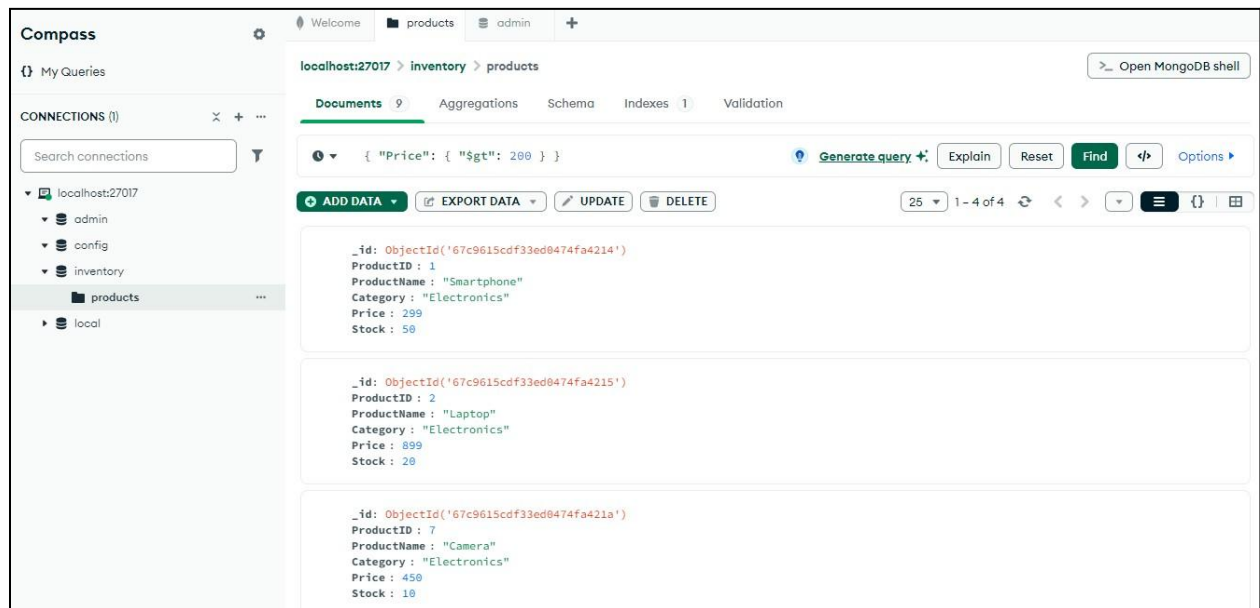 Compass
Welcome
products
admin
{} My Queries
localhost:27017 > inventory > products
>_ Open MongoDB shell
Documents 9 Aggregations Schema Indexes 1 Validation
CONNECTIONS (1)
Search connections
{ "Price": { "$gt": 200 } }
Generate query
Explain
Reset
Find
</>
Options
localhost:27017
admin
config
inventory
products
local
ADD DATA
EXPORT DATA
UPDATE
DELETE
25
1 – 4 of 4
{}
_id: ObjectId('67c9615cdf33ed0474fa4214')
ProductID : 1
ProductName : "Smartphone"
Category : "Electronics"
Price : 299
Stock : 50
_id: ObjectId('67c9615cdf33ed0474fa4215')
ProductID : 2
ProductName : "Laptop"
Category : "Electronics"
Price : 899
Stock : 20
_id: ObjectId('67c9615cdf33ed0474fa421a')
ProductID : 7
ProductName : "Camera"
Category : "Electronics"
Price : 450
Stock : 10